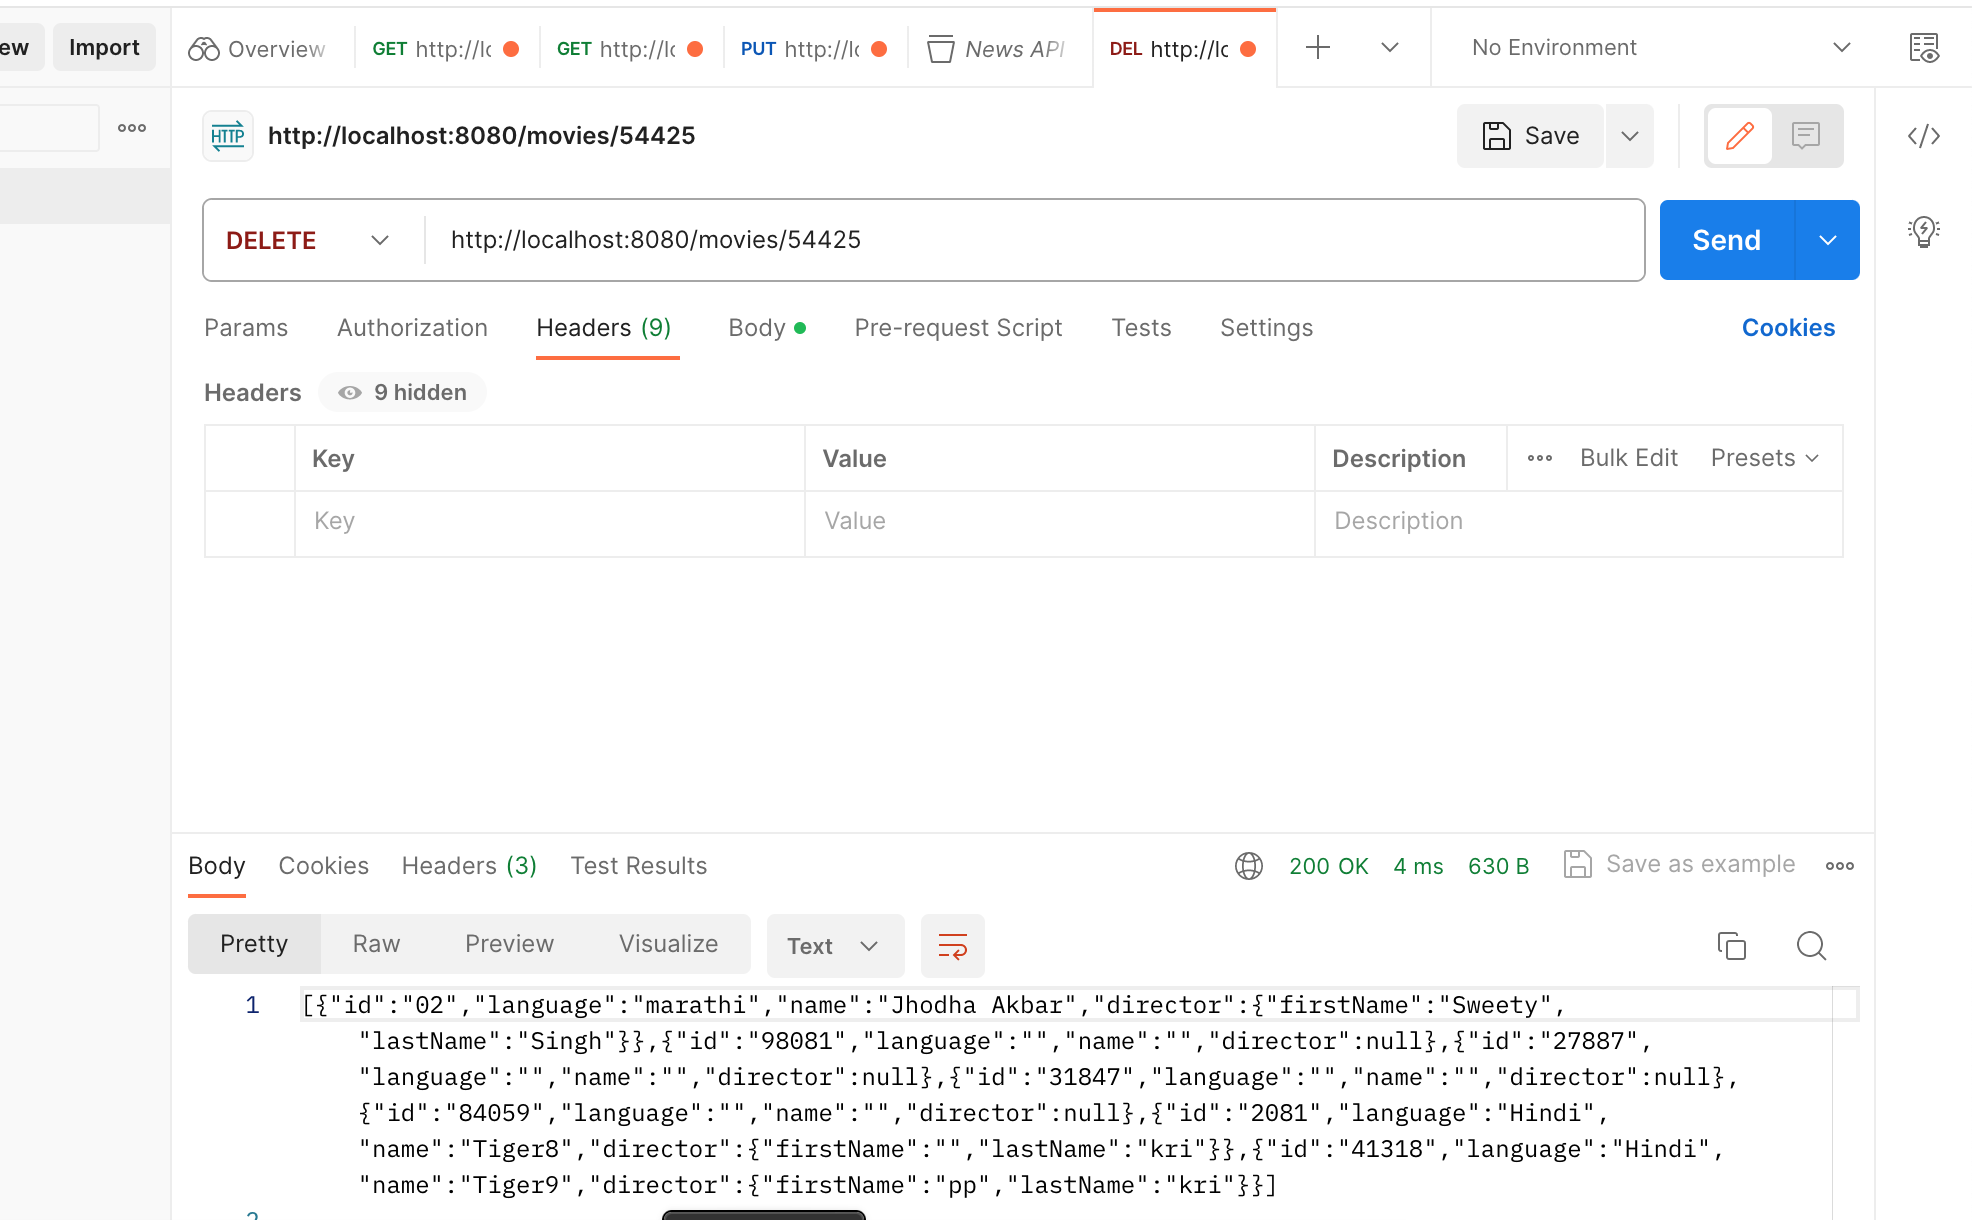 ew Import Overview GET http://lc GET http://lc PUT http://lc News API DEL http://lc No Environment
http://localhost:8080/movies/54425 Save
DELETE http://localhost:8080/movies/54425 Send
Params Authorization Headers (9) Body Pre-request Script Tests Settings Cookies
Headers 9 hidden
Key Value Description Bulk Edit Presets
Key Value Description
Body Cookies Headers (3) Test Results 200 OK 4 ms 630 B Save as example
Pretty Raw Preview Visualize Text
1 [{"id":"02","language":"marathi","name":"Jhodha Akbar","director":{"firstName":"Sweety",
"lastName":"Singh"}},{"id":"98081","language":"","name":"","director":null},{"id":"27887",
"language":"","name":"","director":null},{"id":"31847","language":"","name":"","director":null},
{"id":"84059","language":"","name":"","director":null},{"id":"2081","language":"Hindi",
"name":"Tiger8","director":{"firstName":"","lastName":"kri"}},{"id":"41318","language":"Hindi",
"name":"Tiger9","director":{"firstName":"pp","lastName":"kri"}}]
2